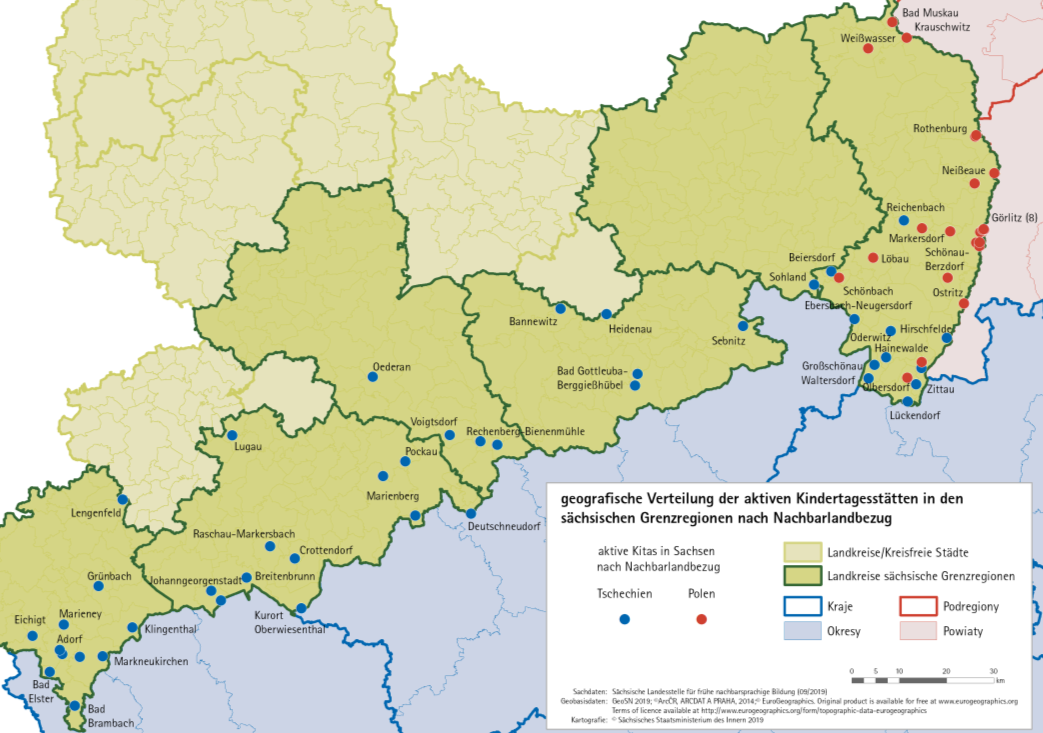 Bad Muskau
Krauschwitz
Weißwasser
Rothenburg
Neißeaue
Reichenbach
Görlitz (8)
Markersdorf
Schönau-
Berzdorf
Löbau
Beiersdorf
Sohland
Schönbach
Ostritz
Ebersbach-Neugersdorf
Bannewitz
Heidenau
Sebnitz
Oderwitz
Hirschfelde
Hainewalde
Großschönau
Waltersdorf
Olbersdorf
Zittau
Lückendorf
Oederan
Bad Gottleuba-
Berggießhübel
Voigtsdorf
Rechenberg-Bienenmühle
Lugau
Pockau
Marienberg
Lengenfeld
Deutschneudorf
Raschau-Markersbach
Crottendorf
Grünbach
Johanngeorgenstadt
Breitenbrunn
Eichigt
Marieney
Klingenthal
Kurort
Oberwiesenthal
Adorf
Markneukirchen
Bad
Elster
Bad
Brambach
geografische Verteilung der aktiven Kindertagesstätten in den
sächsischen Grenzregionen nach Nachbarlandbezug
aktive Kitas in Sachsen
nach Nachbarlandbezug
Tschechien
Polen
Landkreise/Kreisfreie Städte
Landkreise sächsische Grenzregionen
Kraje
Podregiony
Okresy
Powiaty
0 5 10 20 30
km
Sachdaten: Sächsische Landesstelle für frühe nachbarsprachige Bildung (09/2019)
Geobasisdaten: GeoSN 2019; ©ArcČR, ARCDAT A PRAHA, 2014;© EuroGeographics. Original product is available for free at www.eurogeographics.org
Terms of licence available at http://www.eurogeographics.org/form/topographic-data-eurogeographics
Kartografie: © Sächsisches Staatsministerium des Innern 2019